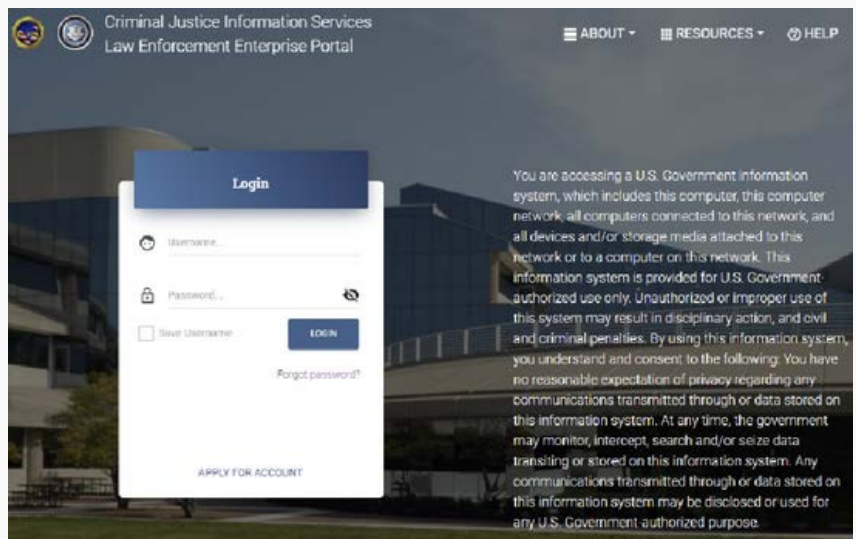 Criminal Justice Information Services
Law Enforcement Enterprise Portal
ABOUT
RESOURCES
HELP
Login
Username...
Password...
Save Username
LOGIN
Forgot password?
APPLY FOR ACCOUNT
You are accessing a U.S. Government information
system, which includes this computer, this computer
network, all computers connected to this network, and
all devices and/or storage media attached to this
network or to a computer on this network. This
information system is provided for U.S. Government-
authorized use only. Unauthorized or improper use of
this system may result in disciplinary action, and civil
and criminal penalties. By using this information system,
you understand and consent to the following: You have
no reasonable expectation of privacy regarding any
communications transmitted through or data stored on
this information system. At any time, the government
may monitor, intercept, search and/or seize data
transiting or stored on this information system. Any
communications transmitted through or data stored on
this information system may be disclosed or used for
any U.S. Government-authorized purpose.